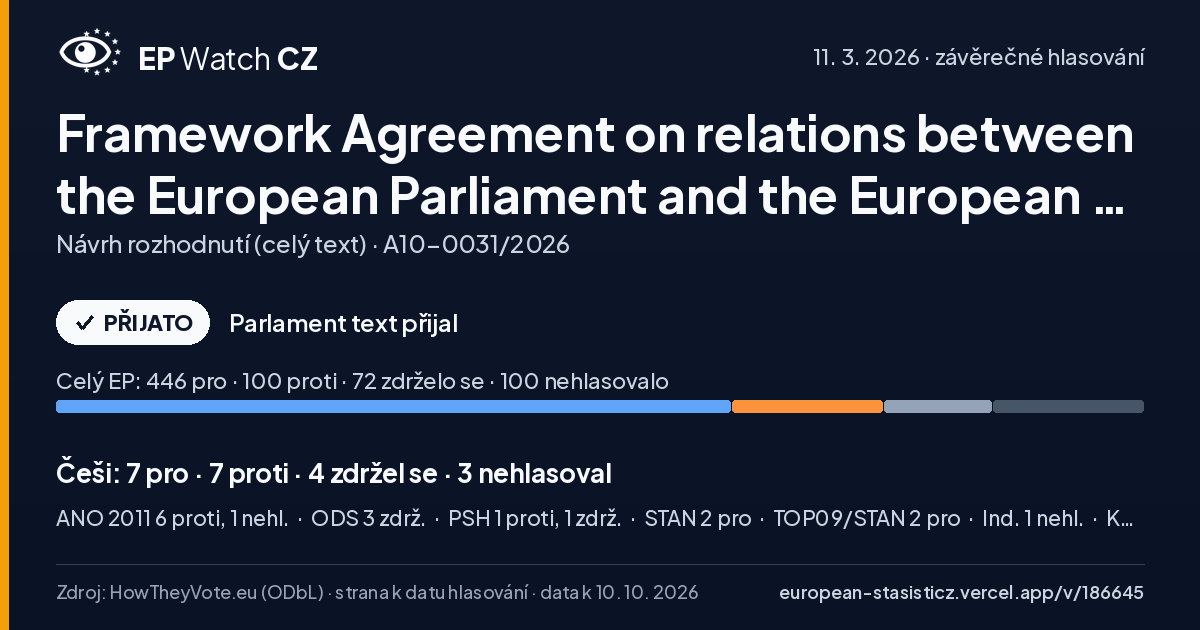 EP Watch CZ
11. 3. 2026 · závěrečné hlasování
Framework Agreement on relations between
the European Parliament and the European ...
Návrh rozhodnutí (celý text) · A10-0031/2026
✓ PŘIJATO
Parlament text přijal
Celý EP: 446 pro · 100 proti · 72 zdrželo se · 100 nehlasovalo
Češi: 7 pro · 7 proti · 4 zdržel se · 3 nehlasoval
ANO 2011 6 proti, 1 nehl. · ODS 3 zdrž. · PSH 1 proti, 1 zdrž. · STAN 2 pro · TOP09/STAN 2 pro · Ind. 1 nehl. · K...
Zdroj: HowTheyVote.eu (ODbL) · strana k datu hlasování · data k 10. 10. 2026
european-stasisticz.vercel.app/v/186645